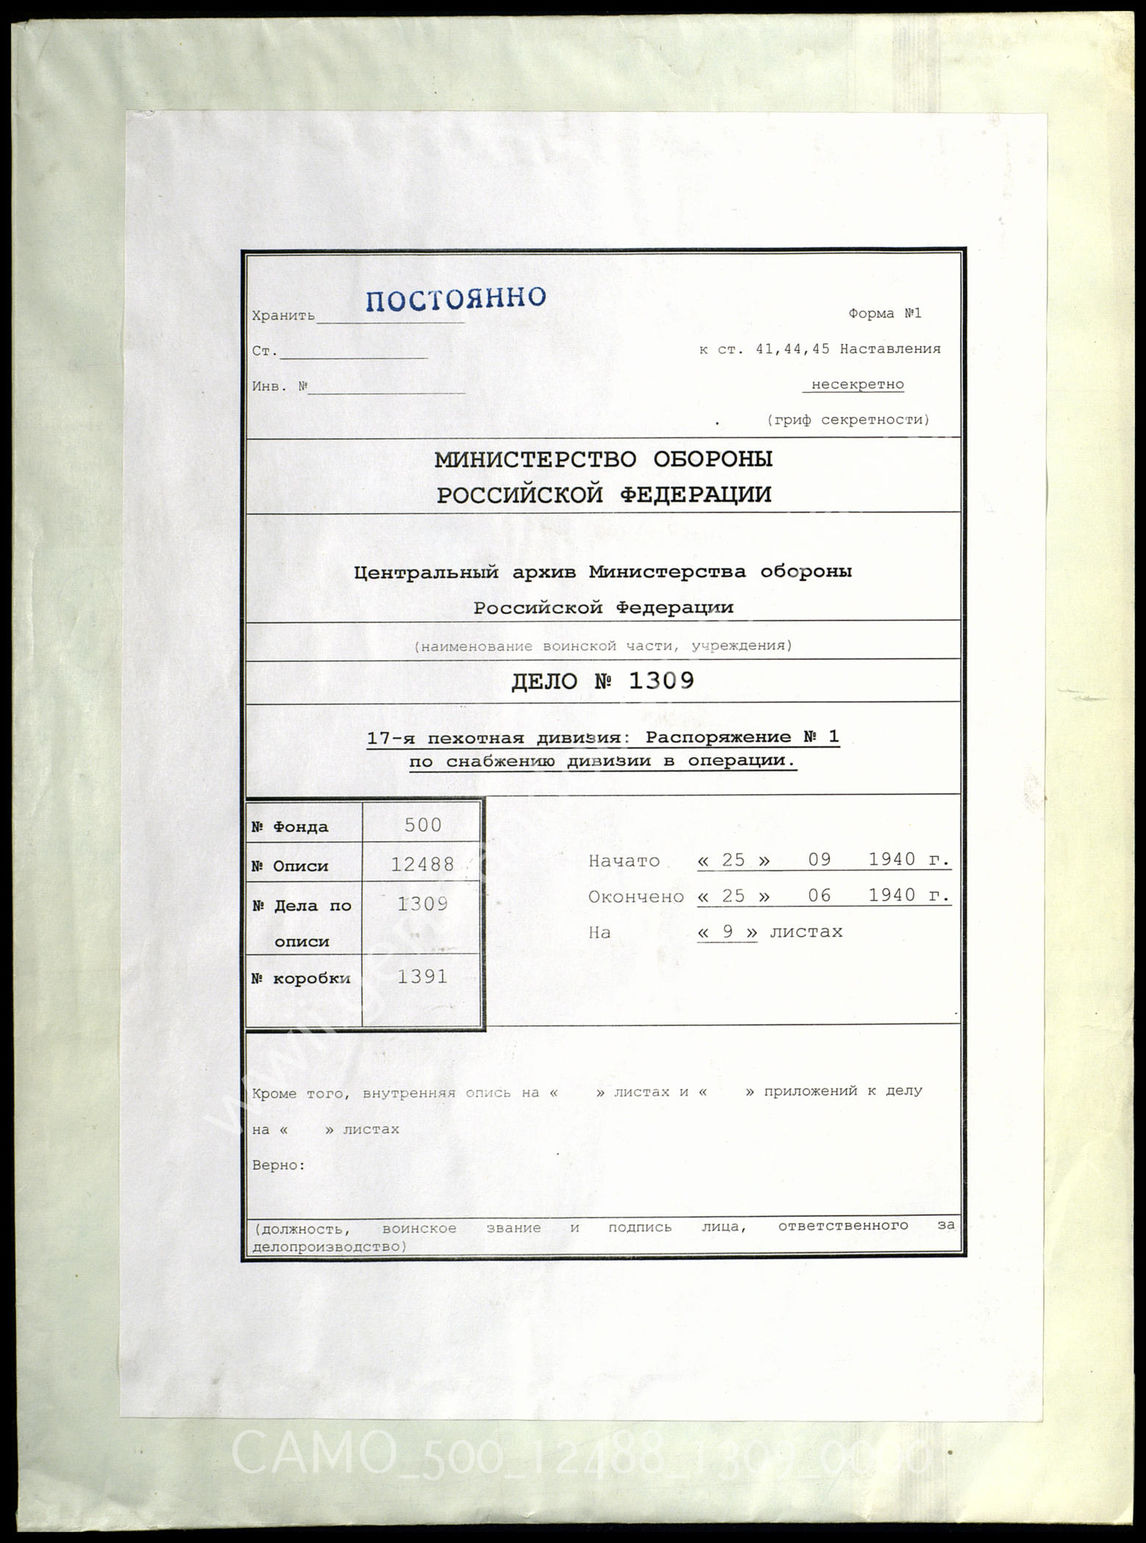 Хранить ПОСТОЯННО
Форма №1
Ст.
к ст. 41,44,45 Наставления
Инв. №
несекретно
(гриф секретности)
МИНИСТЕРСТВО ОБОРОНЫ
РОССИЙСКОЙ ФЕДЕРАЦИИ
Центральный архив Министерства обороны
Российской Федерации
(наименование воинской части, учреждения)
ДЕЛО № 1309
17-я пехотная дивизия: Распоряжение № 1
по снабжению дивизии в операции.
№ Фонда 500
№ Описи 12488
№ Дела по 1309
описи
№ коробки 1391
Начато « 25 » 09 1940 г.
Окончено « 25 » 06 1940 г.
На « 9 » листах
Кроме того, внутренняя опись на « » листах и « » приложений к делу
на « » листах
Верно:
(должность, воинское звание и подпись лица, ответственного за
делопроизводство)
CAMO_500_12488_1309_0000